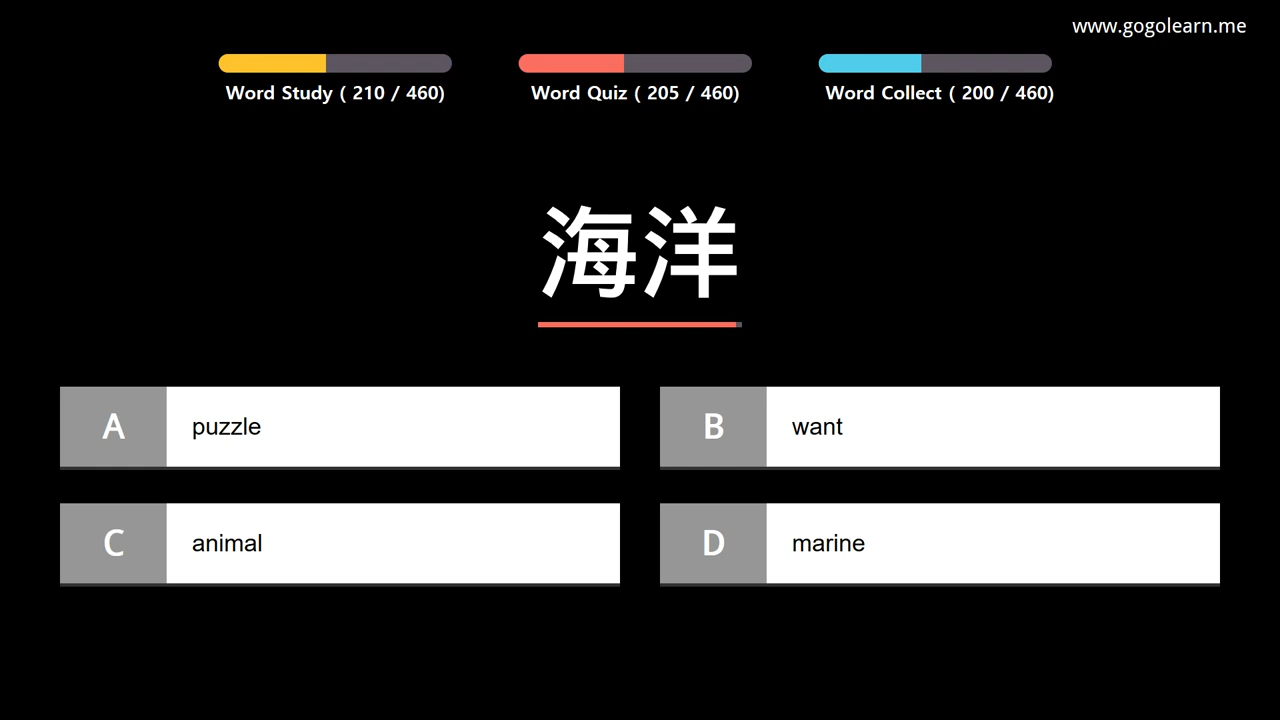 www.gogolearn.me
Word Study ( 210 / 460)
Word Quiz ( 205 / 460)
Word Collect ( 200 / 460)
海洋
A puzzle
B want
C animal
D marine